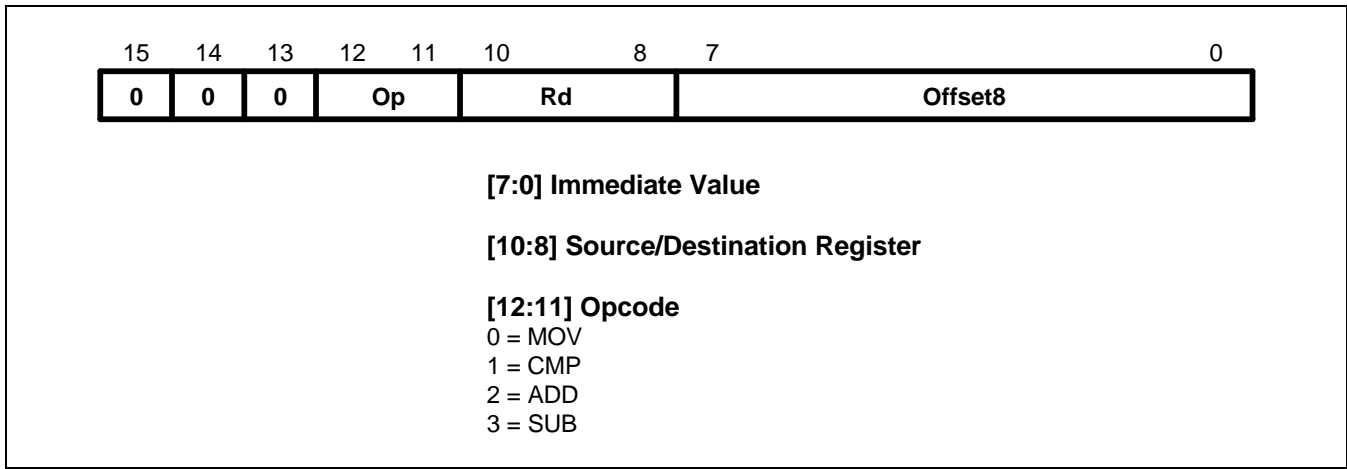 15 14 13 12 11 10 8 7 0
0 0 0 Op Rd Offset8
[7:0] Immediate Value
[10:8] Source/Destination Register
[12:11] Opcode
0 = MOV
1 = CMP
2 = ADD
3 = SUB